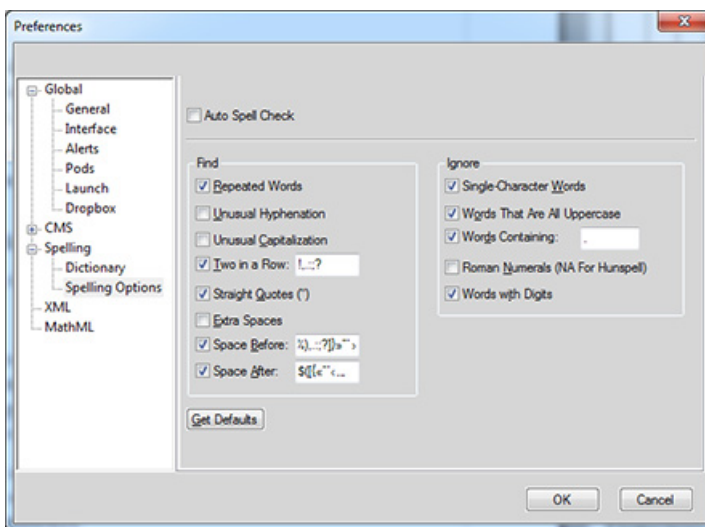 Preferences
Global
General
Interface
Alerts
Pods
Launch
Dropbox
CMS
Spelling
Dictionary
Spelling Options
XML
MathML
Auto Spell Check
Find
Repeated Words
Unusual Hyphenation
Unusual Capitalization
Two in a Row: !,.:;?
Straight Quotes (")
Extra Spaces
Space Before:
Space After:
Get Defaults
Ignore
Single-Character Words
Words That Are All Uppercase
Words Containing: .
Roman Numerals (NA For Hunspell)
Words with Digits
OK
Cancel